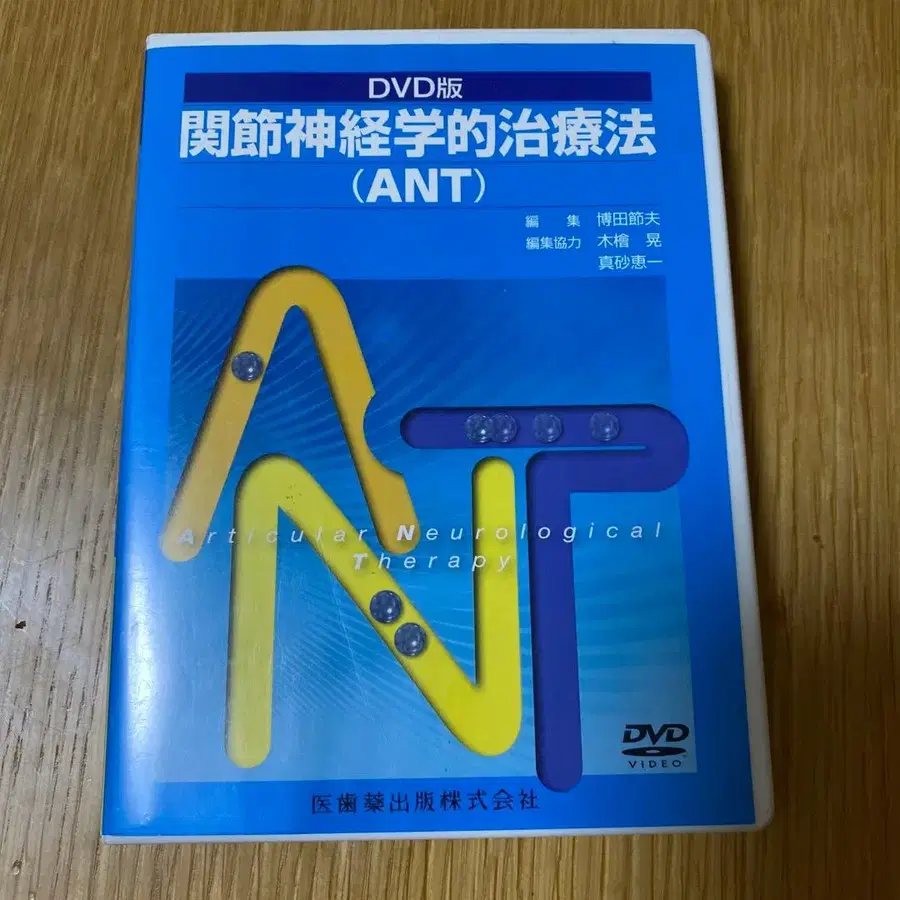 DVD版
関節神経学的治療法
（ANT）
編　集　博田節夫
編集協力　木檜　晃
真砂恵一
Articular Neurological
Therapy
DVD
VIDEO
医歯薬出版株式会社